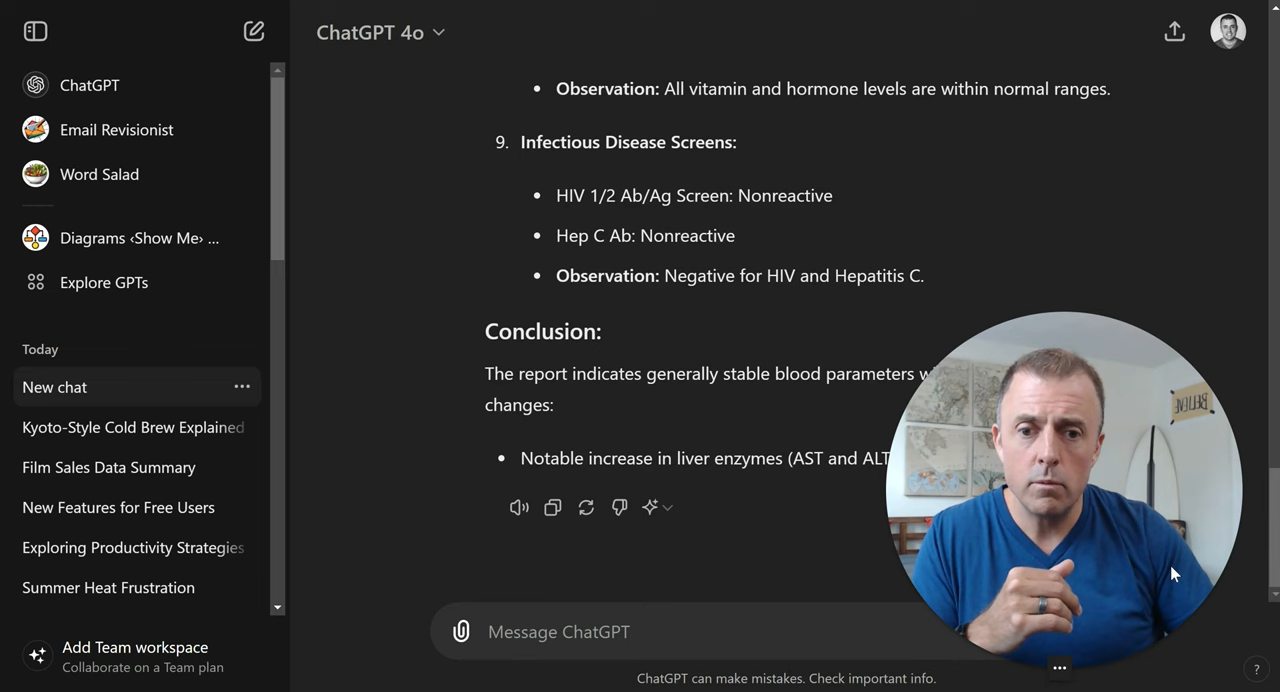 ChatGPT
Email Revisionist
Word Salad
Diagrams ‹Show Me› ...
Explore GPTs
Today
New chat
Kyoto-Style Cold Brew Explained
Film Sales Data Summary
New Features for Free Users
Exploring Productivity Strategies
Summer Heat Frustration
Add Team workspace
Collaborate on a Team plan
ChatGPT 4o
• Observation: All vitamin and hormone levels are within normal ranges.
9. Infectious Disease Screens:
• HIV 1/2 Ab/Ag Screen: Nonreactive
• Hep C Ab: Nonreactive
• Observation: Negative for HIV and Hepatitis C.
Conclusion:
The report indicates generally stable blood parameters
changes:
• Notable increase in liver enzymes (AST and ALT
Message ChatGPT
ChatGPT can make mistakes. Check important info.
?
BELIEVE